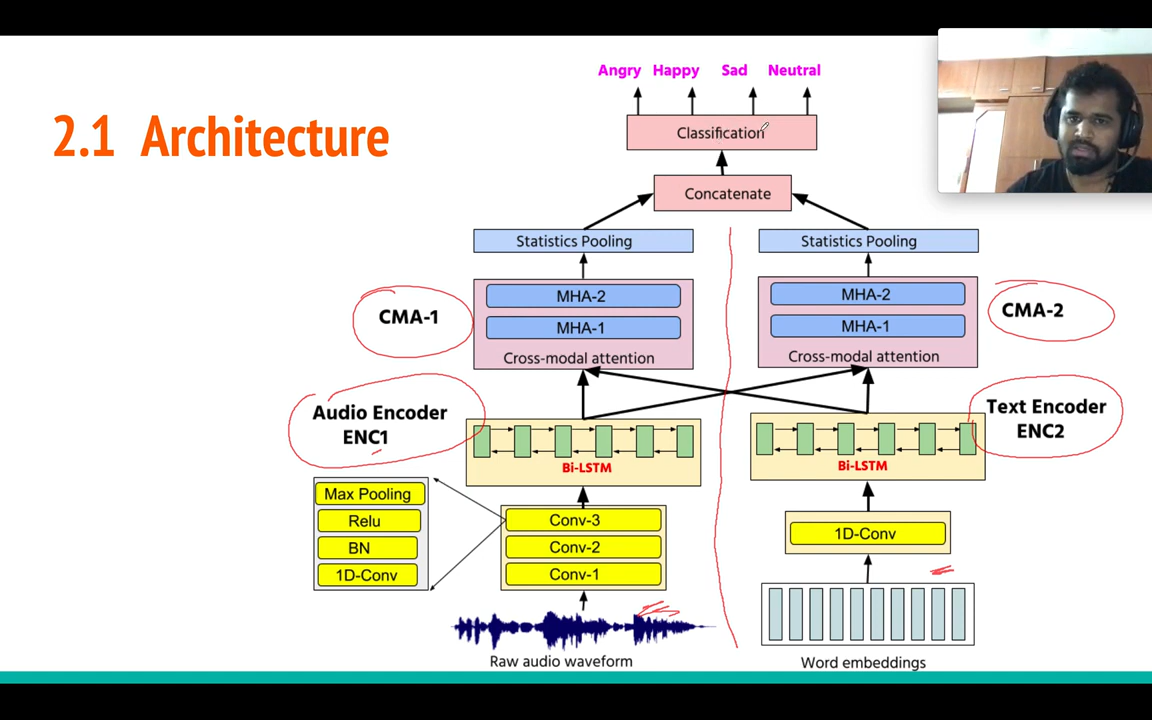 2.1 Architecture
Angry Happy Sad Neutral
Classification
Concatenate
Statistics Pooling
Statistics Pooling
CMA-1
MHA-2
MHA-1
Cross-modal attention
MHA-2
MHA-1
Cross-modal attention
CMA-2
Audio Encoder
ENC1
Bi-LSTM
Bi-LSTM
Text Encoder
ENC2
Max Pooling
Relu
BN
1D-Conv
Conv-3
Conv-2
Conv-1
1D-Conv
Raw audio waveform
Word embeddings